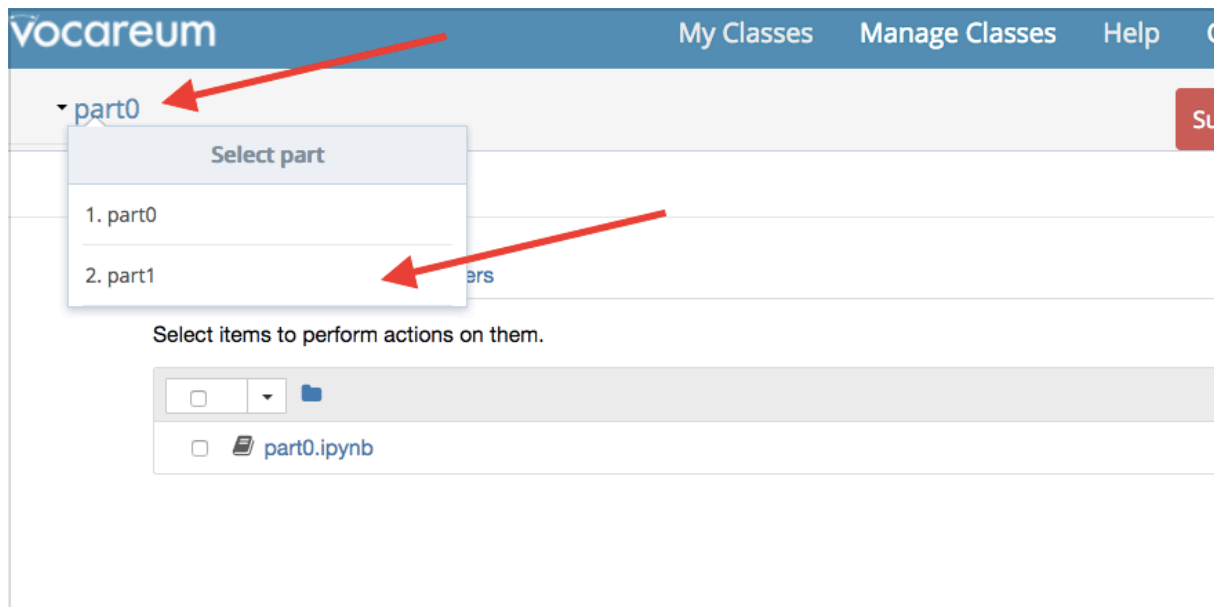 vocareum
My Classes Manage Classes Help
part0
Select part
1. part0
2. part1
Select items to perform actions on them.
part0.ipynb